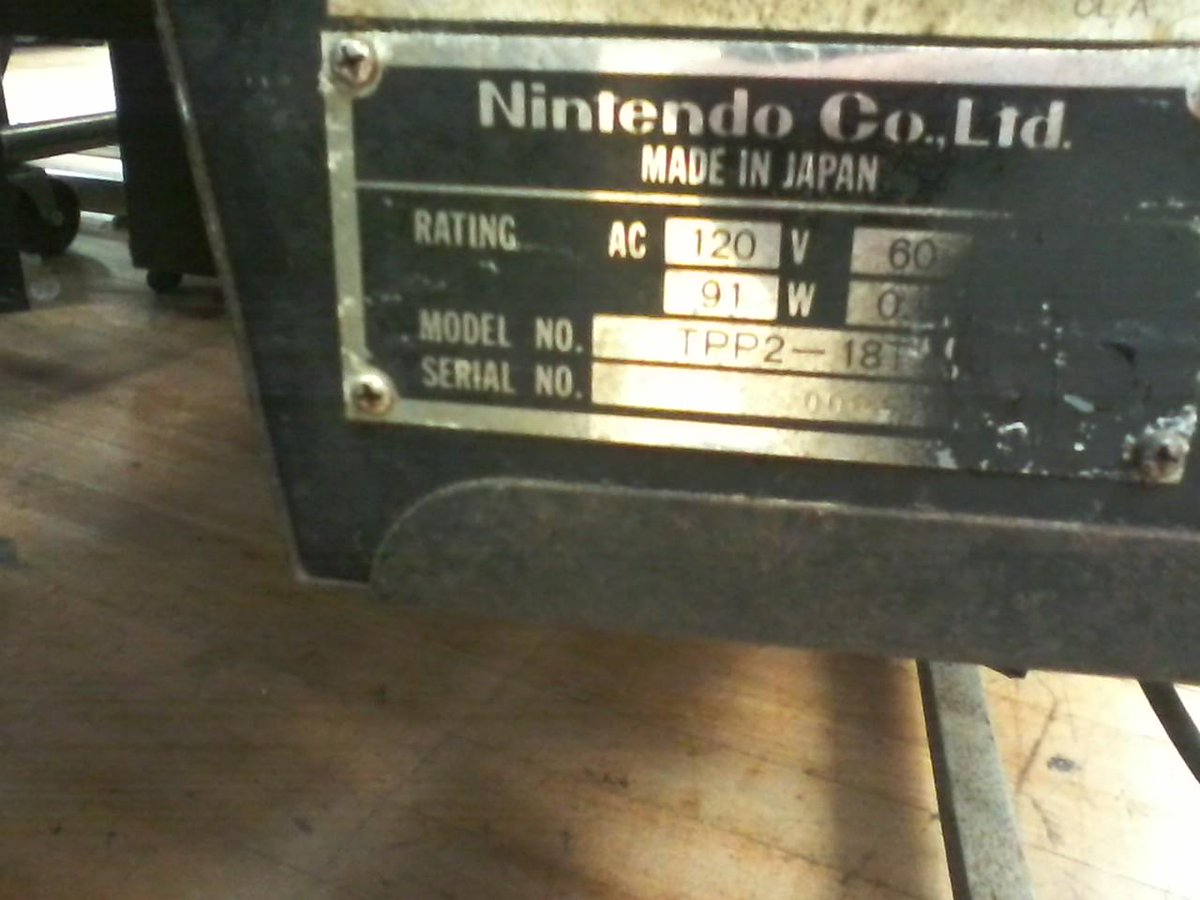 Nintendo Co., Ltd.
MADE IN JAPAN
RATING AC 120 V 60
91 W
MODEL NO. TPP2-18T
SERIAL NO.